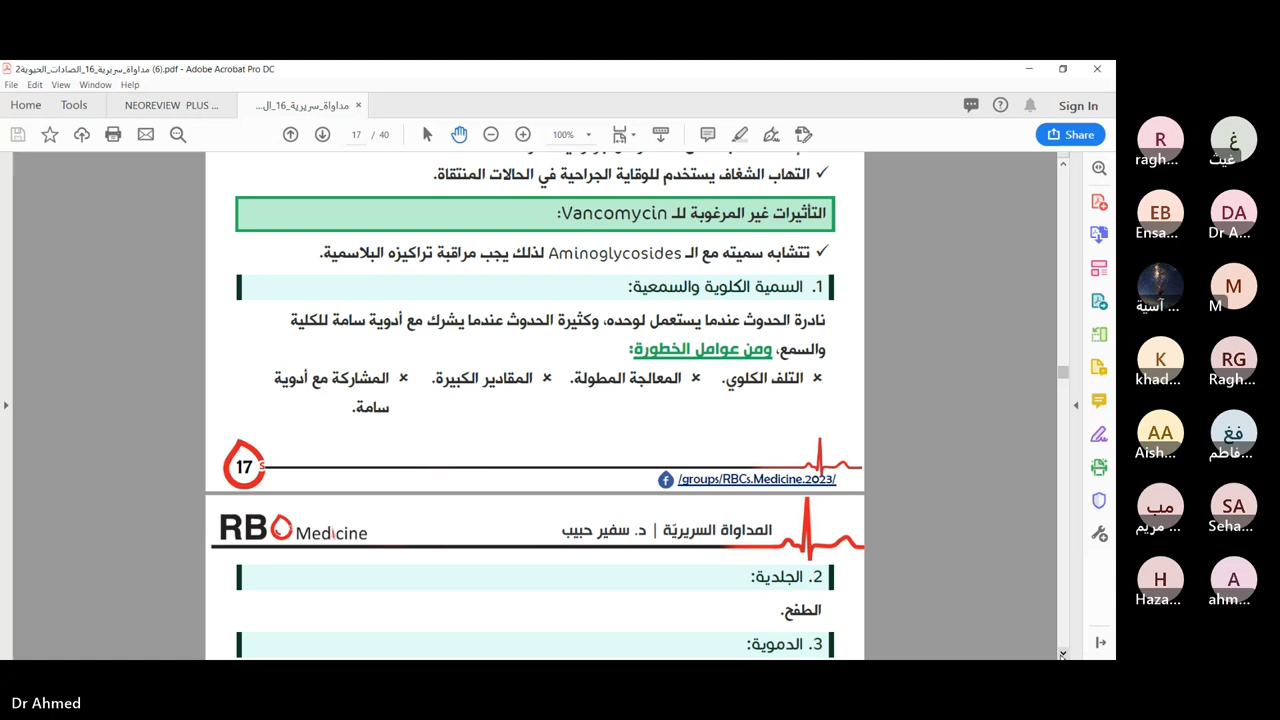 مداواة_سريرية_16_الصادات_الحيوية2 (6).pdf - Adobe Acrobat Pro DC
File Edit View Window Help
Home Tools NEOREVIEW PLUS ... مداواة_سريرية_16_ال... × Sign In
17 / 40 100% Share
✓ التهاب الشغاف يستخدم للوقاية الجراحية في الحالات المنتقاة.
التأثيرات غير المرغوبة للـ Vancomycin:
✓ تتشابه سميته مع الـ Aminoglycosides لذلك يجب مراقبة تراكيزه البلاسمية.
1. السمية الكلوية والسمعية:
نادرة الحدوث عندما يستعمل لوحده، وكثيرة الحدوث عندما يشرك مع أدوية سامة للكلية
والسمع، ومن عوامل الخطورة:
× التلف الكلوي. × المعالجة المطولة. × المقادير الكبيرة. × المشاركة مع أدوية
سامة.
17
/groups/RBCs.Medicine.2023/
RB Medicine
المداواة السريريّة | د. سفير حبيب
2. الجلدية:
الطفح.
3. الدموية:
R غ
ragh... غيث
EB DA
Ensa... Dr A...
M
آسية ... M
K RG
khad... Ragh...
AA فغ
Aish... فاطم...
مب SA
مريم ... Seha...
H A
Haza... ahm...
Dr Ahmed